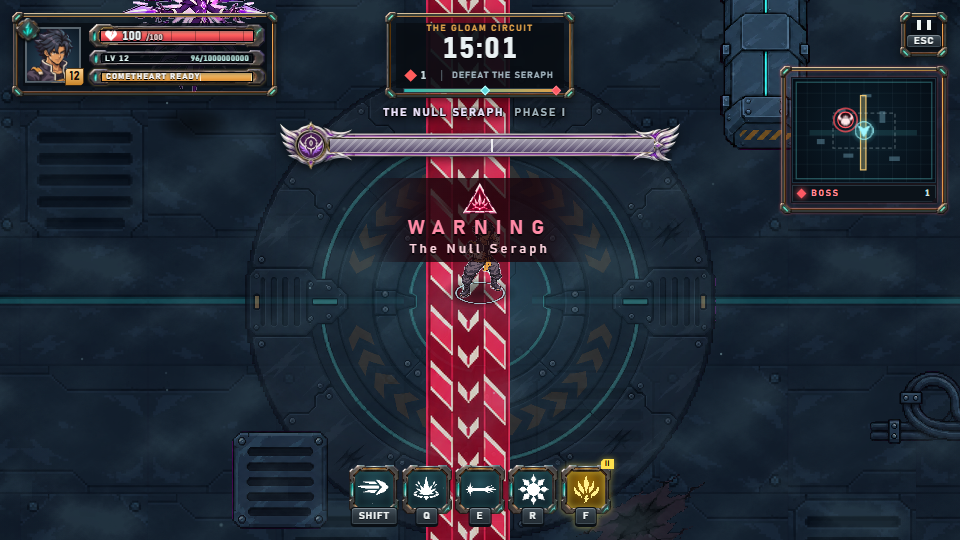 THE GLOAM CIRCUIT
15:01
1 | DEFEAT THE SERAPH
100 /100
LV 12 96/1000000000
COMETHEART READY
12
ESC
THE NULL SERAPH PHASE I
WARNING
The Null Seraph
BOSS 1
II
SHIFT Q E R F